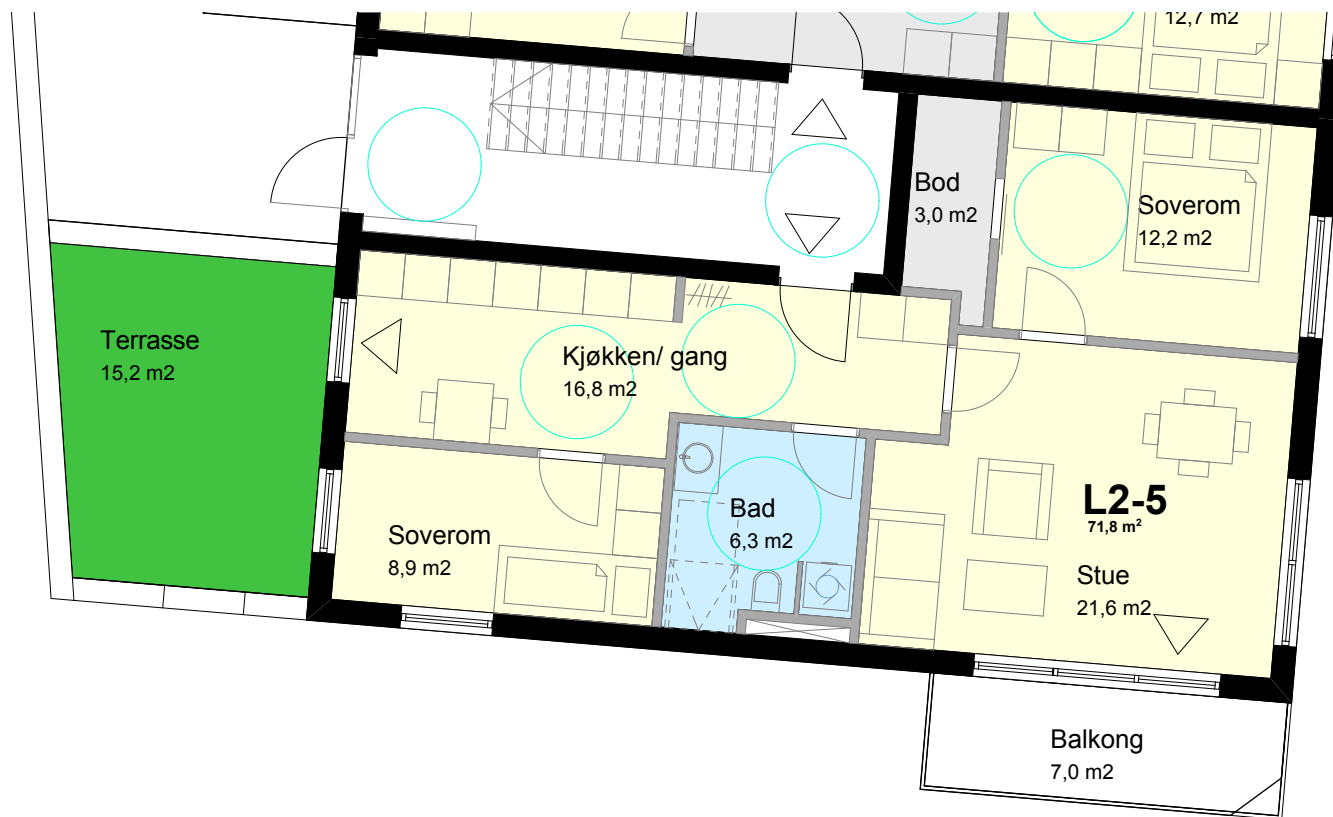 12,7 m2
Bod
3,0 m2
Soverom
12,2 m2
Terrasse
15,2 m2
Kjøkken/ gang
16,8 m2
Soverom
8,9 m2
Bad
6,3 m2
L2-5
71,8 m²
Stue
21,6 m2
Balkong
7,0 m2